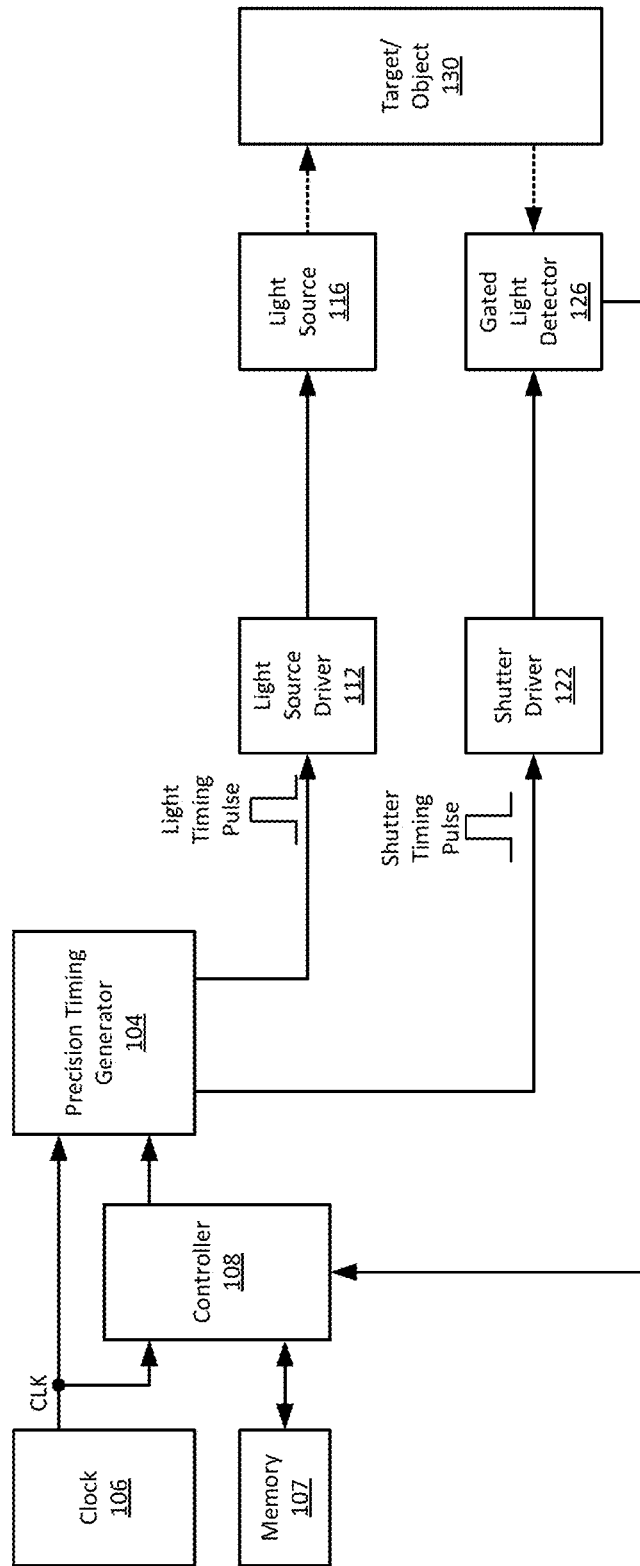 Clock
106
CLK
Memory
107
Controller
108
Precision Timing
Generator
104
Light
Timing
Pulse
Shutter
Timing
Pulse
Light
Source
Driver
112
Shutter
Driver
122
Light
Source
116
Gated
Light
Detector
126
Target/
Object
130